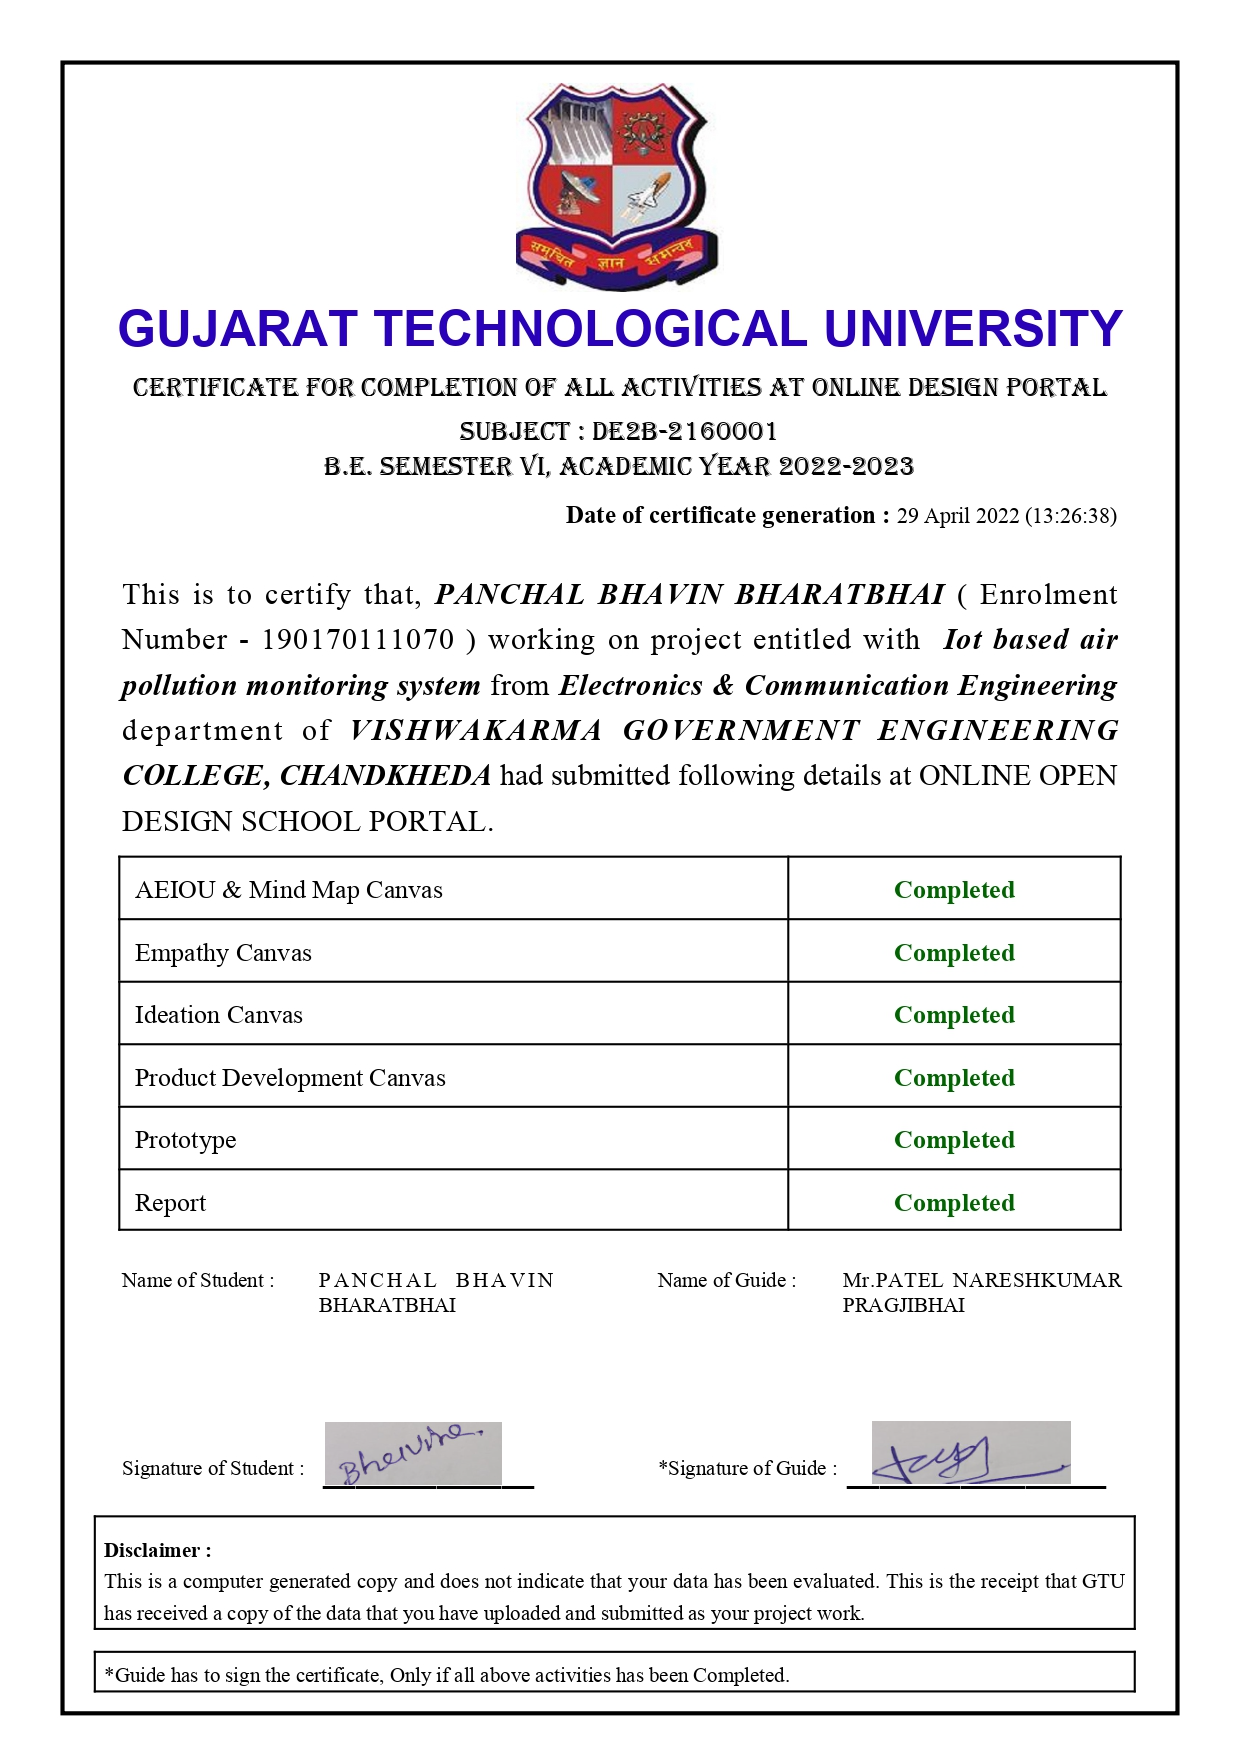 समुचित ज्ञान समन्वय
GUJARAT TECHNOLOGICAL UNIVERSITY
CERTIFICATE FOR COMPLETION OF ALL ACTIVITIES AT ONLINE DESIGN PORTAL
SUBJECT : DE2B-2160001
B.E. SEMESTER VI, ACADEMIC YEAR 2022-2023
Date of certificate generation : 29 April 2022 (13:26:38)
This is to certify that, PANCHAL BHAVIN BHARATBHAI ( Enrolment
Number - 190170111070 ) working on project entitled with Iot based air
pollution monitoring system from Electronics & Communication Engineering
department of VISHWAKARMA GOVERNMENT ENGINEERING
COLLEGE, CHANDKHEDA had submitted following details at ONLINE OPEN
DESIGN SCHOOL PORTAL.
AEIOU & Mind Map Canvas Completed
Empathy Canvas Completed
Ideation Canvas Completed
Product Development Canvas Completed
Prototype Completed
Report Completed
Name of Student : PANCHAL BHAVIN Name of Guide : Mr.PATEL NARESHKUMAR
BHARATBHAI PRAGJIBHAI
Signature of Student : *Signature of Guide :
Disclaimer :
This is a computer generated copy and does not indicate that your data has been evaluated. This is the receipt that GTU
has received a copy of the data that you have uploaded and submitted as your project work.
*Guide has to sign the certificate, Only if all above activities has been Completed.